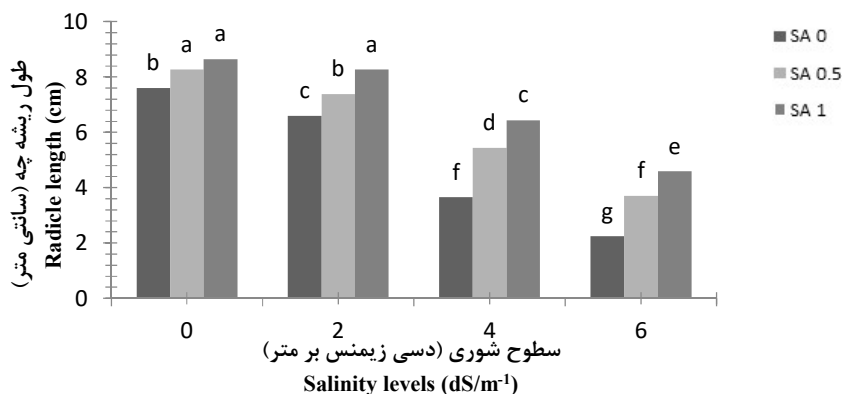 10
8
6
4
2
0
طول ریشه چه (سانتی متر)
Radicle length (cm)
b a a
c b a
f d c
g f e
0 2 4 6
سطوح شوری (دسی زیمنس بر متر)
Salinity levels (dS/m⁻¹)
SA 0
SA 0.5
SA 1